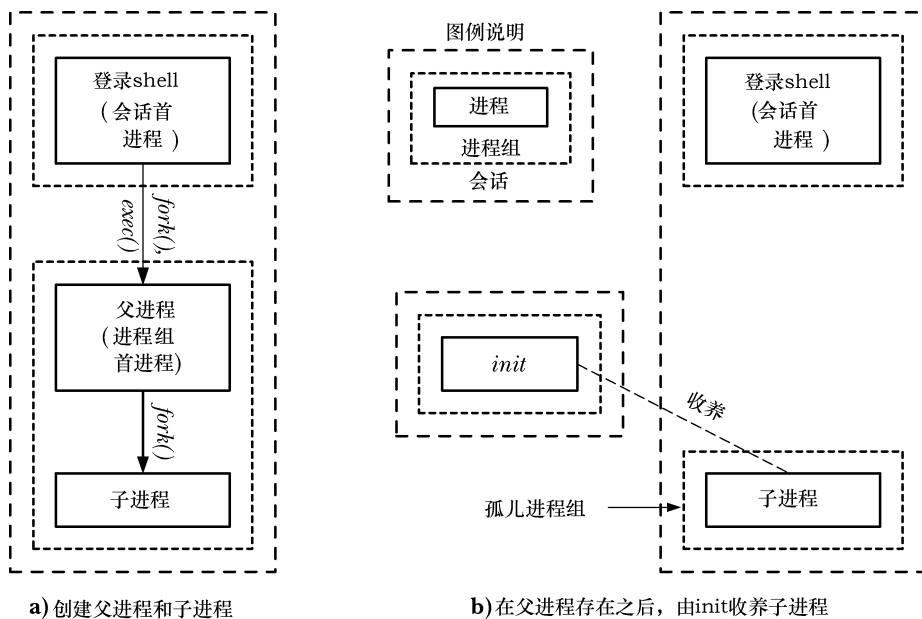 登录shell
(会话首
进程)
fork(),
exec()
父进程
(进程组
首进程)
fork()
子进程
a)创建父进程和子进程
图例说明
进程
进程组
会话
init
收养
孤儿进程组
登录shell
(会话首
进程)
子进程
b)在父进程存在之后，由init收养子进程